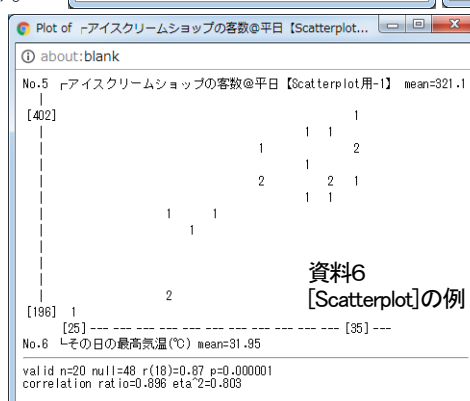 Plot of ┌アイスクリームショップの客数@平日【Scatterplot...
about:blank
No.5 ┌アイスクリームショップの客数@平日【Scatterplot用-1】 mean=321.1
|
[402] 1
| 1 1
| 1 2
| 1
| 2 2 1
| 1 1
| 1 1
| 1
|
|
|
| 2
[196] 1
[25] --- --- --- --- --- --- --- --- --- --- [35] ---
No.6 └その日の最高気温(℃) mean=31.95
valid n=20 null=48 r(18)=0.87 p=0.000001
correlation ratio=0.896 eta^2=0.803
資料6
[Scatterplot]の例